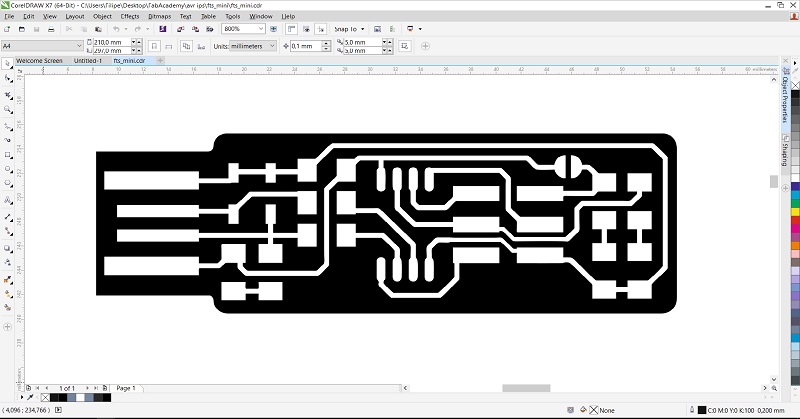 CorelDRAW X7 (64-Bit) - C:\Users\Tilipe\Desktop\TabAcademy\avr ips\fts_mini\fts_mini.cdr
File Edit View Layout Object Effects Bitmaps Text Table Tools Window Help
800% Snap to
A4 210,0 mm 297,0 mm Units: millimeters 0,1 mm 5,0 mm 5,0 mm
Welcome Screen Untitled-1 fts_mini.cdr
millimeters
Object Properties
Shaping
1 of 1 Page 1
( 4,096 ; 234,766 ) None C:0 M:0 Y:0 K:100 0,200 mm